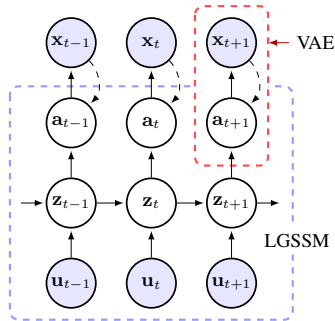 x_{t−1} x_t x_{t+1} VAE
a_{t−1} a_t a_{t+1}
z_{t−1} z_t z_{t+1}
LGSSM
u_{t−1} u_t u_{t+1}